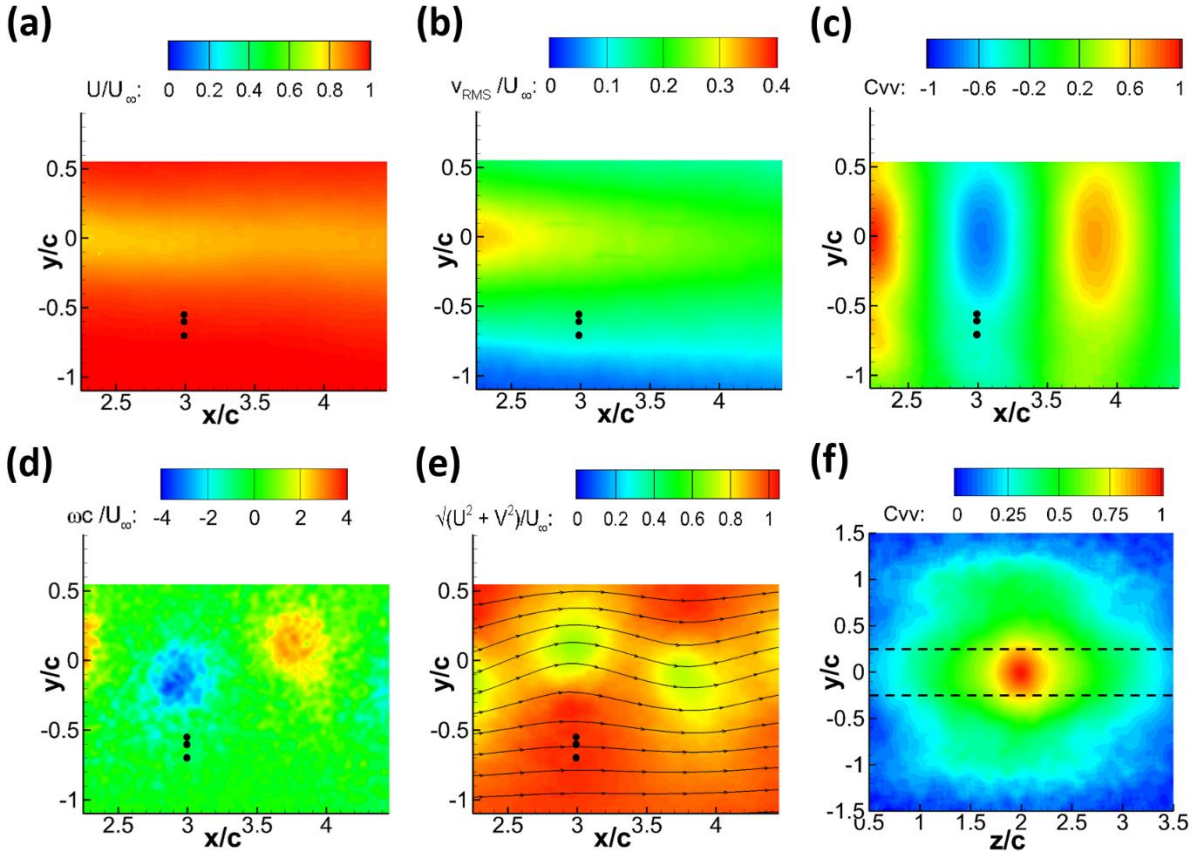 (a)
U/U∞: 0 0.2 0.4 0.6 0.8 1
0.5
0
-0.5
-1
y/c
2.5 3 3.5 4
x/c
(b)
vRMS/U∞: 0 0.1 0.2 0.3 0.4
0.5
0
-0.5
-1
y/c
2.5 3 3.5 4
x/c
(c)
Cvv: -1 -0.6 -0.2 0.2 0.6 1
0.5
0
-0.5
-1
y/c
2.5 3 3.5 4
x/c
(d)
ωc/U∞: -4 -2 0 2 4
0.5
0
-0.5
-1
y/c
2.5 3 3.5 4
x/c
(e)
√(U² + V²)/U∞: 0 0.2 0.4 0.6 0.8 1
0.5
0
-0.5
-1
y/c
2.5 3 3.5 4
x/c
(f)
Cvv: 0 0.25 0.5 0.75 1
1.5
1
0.5
0
-0.5
-1
-1.5
y/c
0.5 1 1.5 2 2.5 3 3.5
z/c